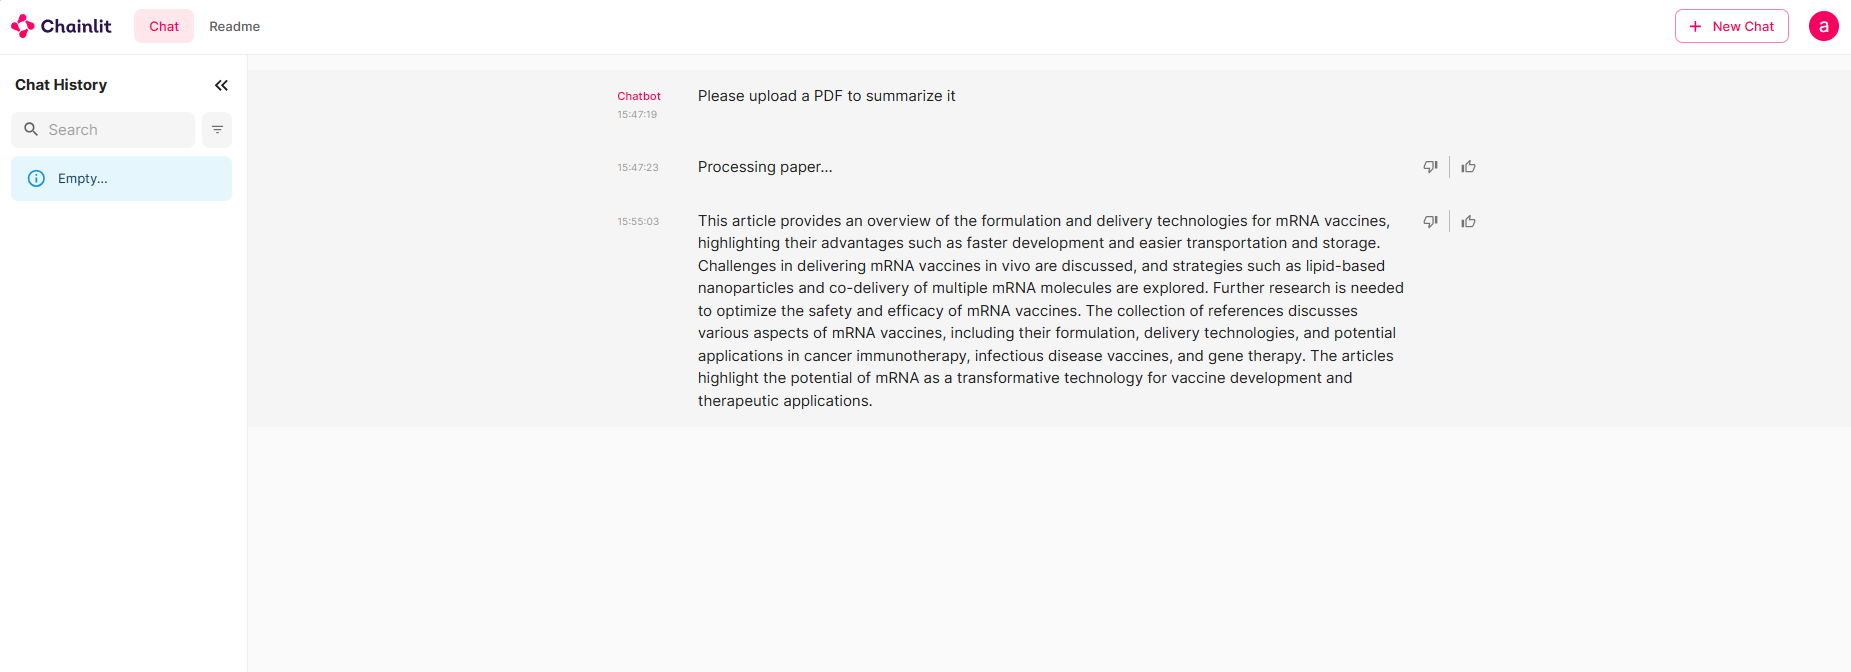 Chainlit
Chat
Readme
New Chat
a
Chat History
Search
Empty...
Chatbot
15:47:19
Please upload a PDF to summarize it
15:47:23
Processing paper...
15:55:03
This article provides an overview of the formulation and delivery technologies for mRNA vaccines,
highlighting their advantages such as faster development and easier transportation and storage.
Challenges in delivering mRNA vaccines in vivo are discussed, and strategies such as lipid-based
nanoparticles and co-delivery of multiple mRNA molecules are explored. Further research is needed
to optimize the safety and efficacy of mRNA vaccines. The collection of references discusses
various aspects of mRNA vaccines, including their formulation, delivery technologies, and potential
applications in cancer immunotherapy, infectious disease vaccines, and gene therapy. The articles
highlight the potential of mRNA as a transformative technology for vaccine development and
therapeutic applications.